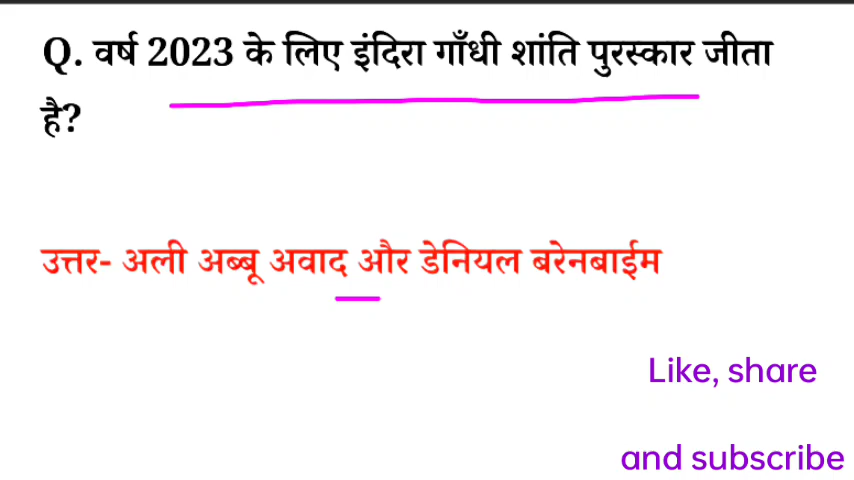 Q. वर्ष 2023 के लिए इंदिरा गाँधी शांति पुरस्कार जीता
है?
उत्तर- अली अब्बू अवाद और डेनियल बरेनबाईम
Like, share
and subscribe